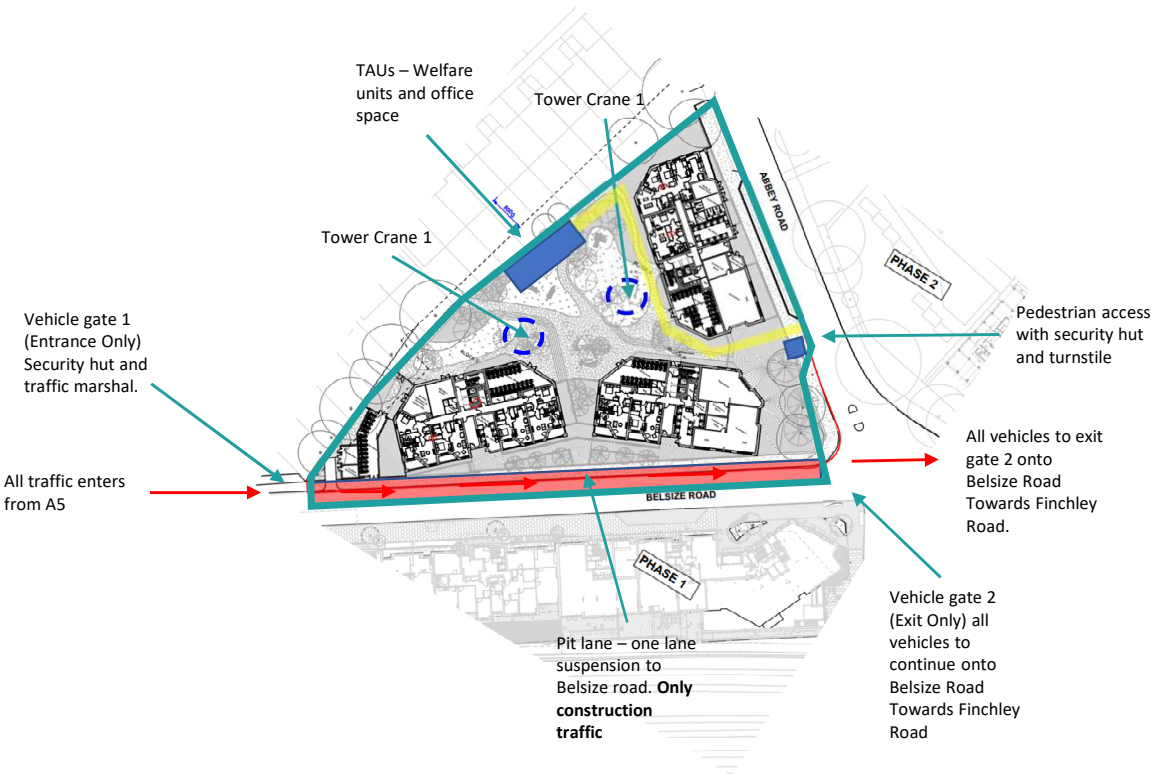 TAUs – Welfare
units and office
space
Tower Crane 1
Tower Crane 1
ABBEY ROAD
PHASE 2
Vehicle gate 1
(Entrance Only)
Security hut and
traffic marshal.
Pedestrian access
with security hut
and turnstile
All traffic enters
from A5
All vehicles to exit
gate 2 onto
Belsize Road
Towards Finchley
Road.
BELSIZE ROAD
PHASE 1
Pit lane – one lane
suspension to
Belsize road. Only
construction
traffic
Vehicle gate 2
(Exit Only) all
vehicles to
continue onto
Belsize Road
Towards Finchley
Road